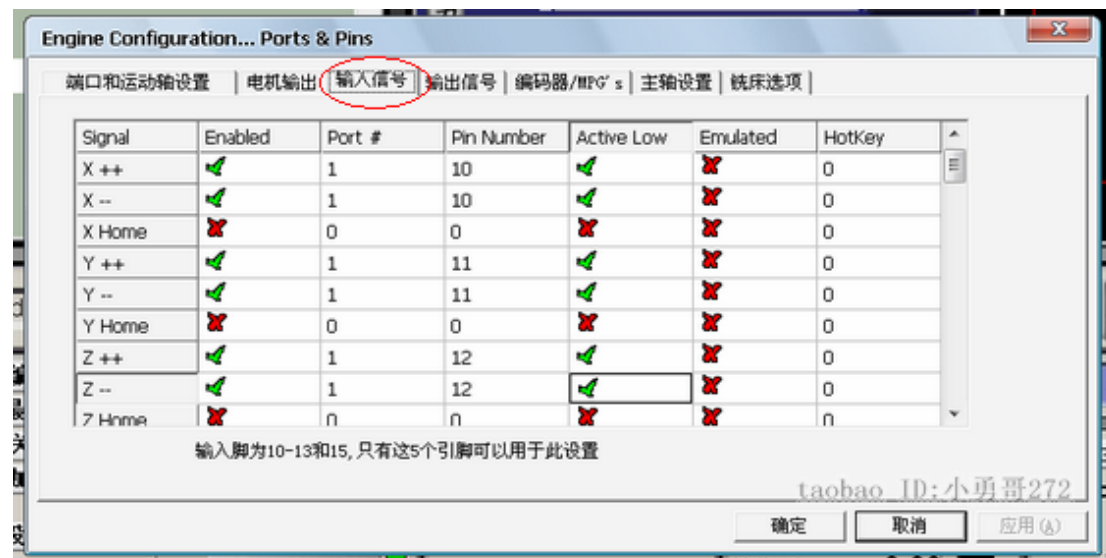 Engine Configuration... Ports & Pins
端口和运动轴设置 电机输出 输入信号 输出信号 编码器/MPG's 主轴设置 铣床选项
Signal Enabled Port # Pin Number Active Low Emulated HotKey
X ++ 1 10 0
X -- 1 10 0
X Home 0 0 0
Y ++ 1 11 0
Y -- 1 11 0
Y Home 0 0 0
Z ++ 1 12 0
Z -- 1 12 0
Z Home 0 0 0
输入脚为10-13和15,只有这5个引脚可以用于此设置
taobao ID:小勇哥272
确定 取消 应用(A)